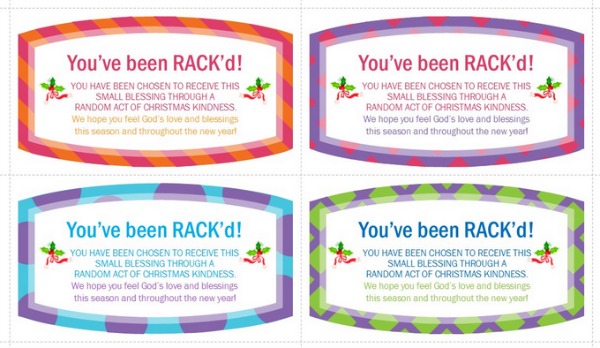 You've been RACK'd!
YOU HAVE BEEN CHOSEN TO RECEIVE THIS
SMALL BLESSING THROUGH A
RANDOM ACT OF CHRISTMAS KINDNESS.
We hope you feel God's love and blessings
this season and throughout the new year!
You've been RACK'd!
YOU HAVE BEEN CHOSEN TO RECEIVE THIS
SMALL BLESSING THROUGH A
RANDOM ACT OF CHRISTMAS KINDNESS.
We hope you feel God's love and blessings
this season and throughout the new year!
You've been RACK'd!
YOU HAVE BEEN CHOSEN TO RECEIVE THIS
SMALL BLESSING THROUGH A
RANDOM ACT OF CHRISTMAS KINDNESS.
We hope you feel God's love and blessings
this season and throughout the new year!
You've been RACK'd!
YOU HAVE BEEN CHOSEN TO RECEIVE THIS
SMALL BLESSING THROUGH A
RANDOM ACT OF CHRISTMAS KINDNESS.
We hope you feel God's love and blessings
this season and throughout the new year!